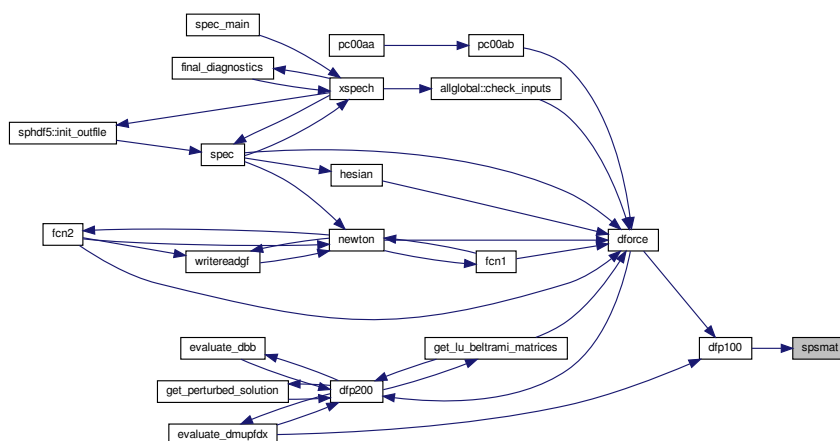 spec_main
final_diagnostics
pc00aa
pc00ab
xspech
allglobal::check_inputs
sphdf5::init_outfile
spec
hesian
fcn2
newton
writereadgf
fcn1
dforce
evaluate_dbb
get_lu_beltrami_matrices
dfp100
spsmat
get_perturbed_solution
dfp200
evaluate_dmupfdx